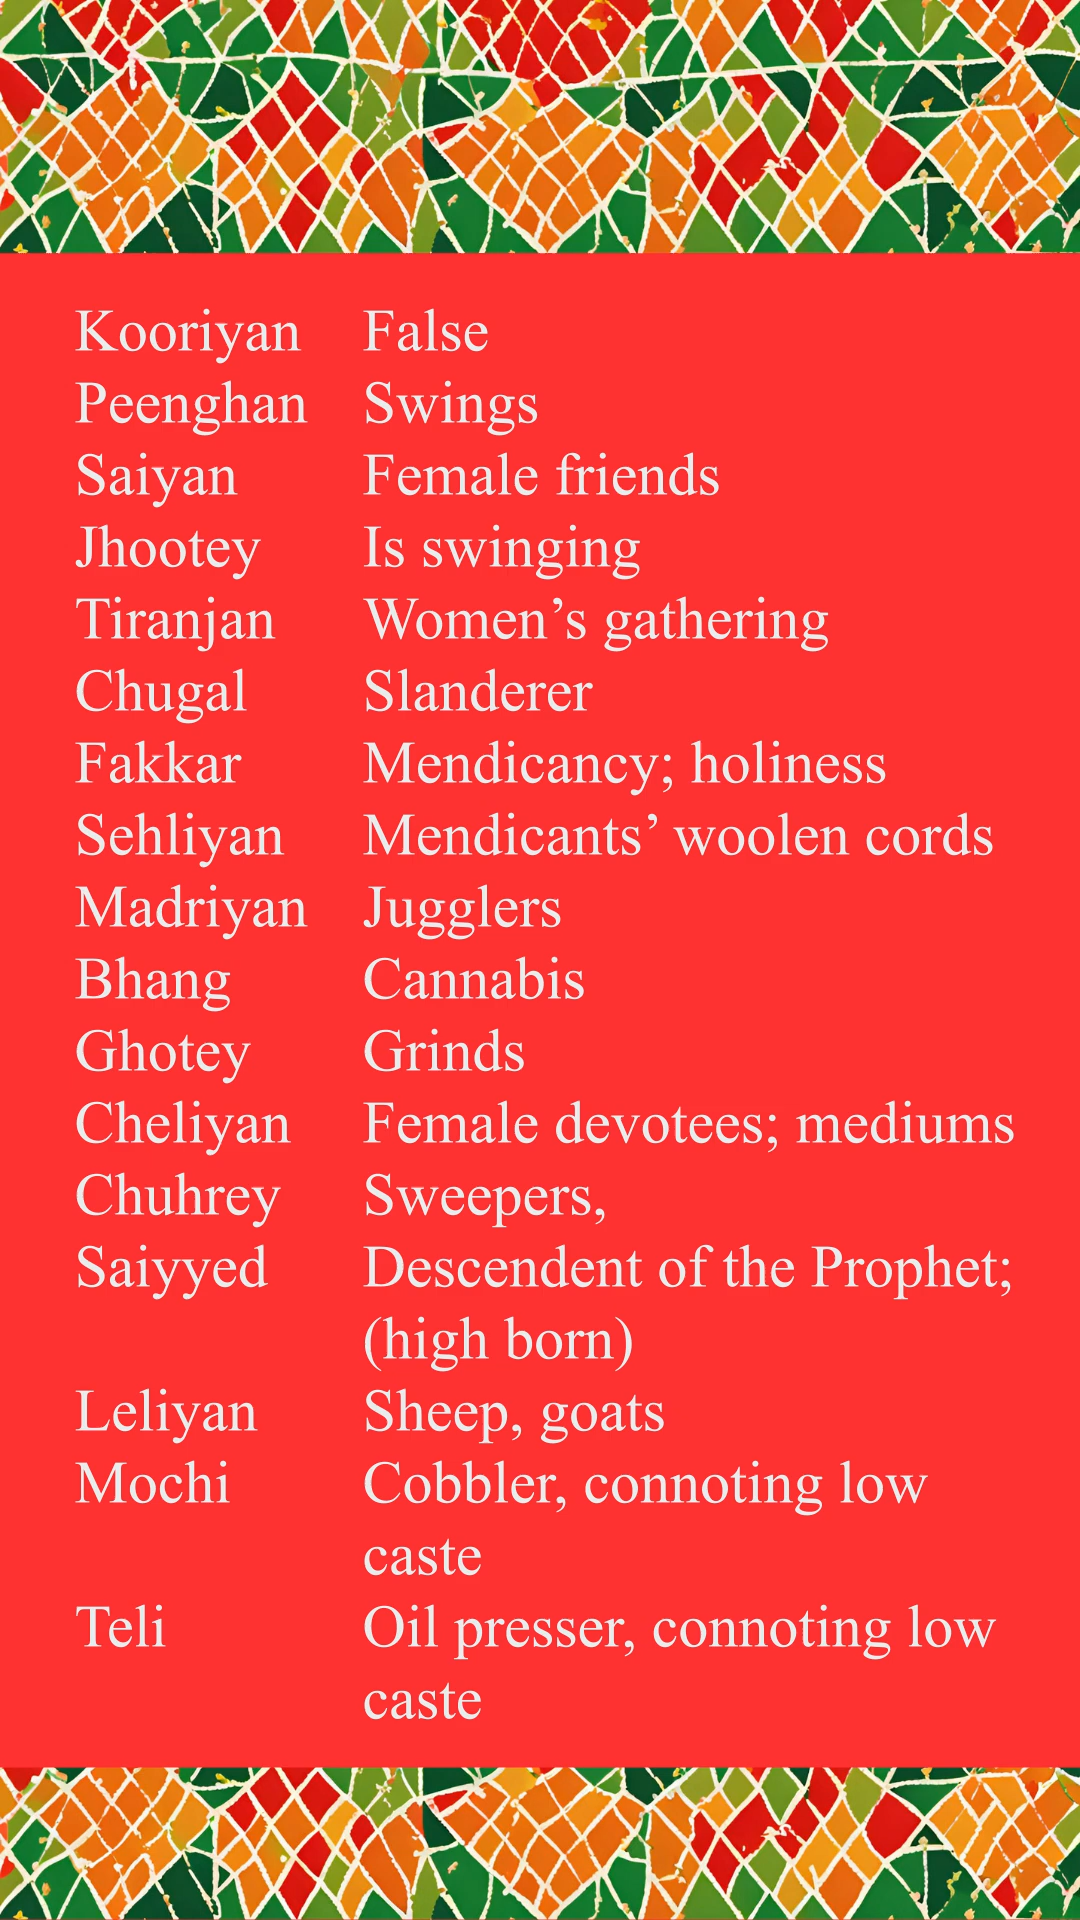 Kooriyan False
Peenghan Swings
Saiyan Female friends
Jhootey Is swinging
Tiranjan Women’s gathering
Chugal Slanderer
Fakkar Mendicancy; holiness
Sehliyan Mendicants’ woolen cords
Madriyan Jugglers
Bhang Cannabis
Ghotey Grinds
Cheliyan Female devotees; mediums
Chuhrey Sweepers,
Saiyyed Descendent of the Prophet;
(high born)
Leliyan Sheep, goats
Mochi Cobbler, connoting low
caste
Teli Oil presser, connoting low
caste